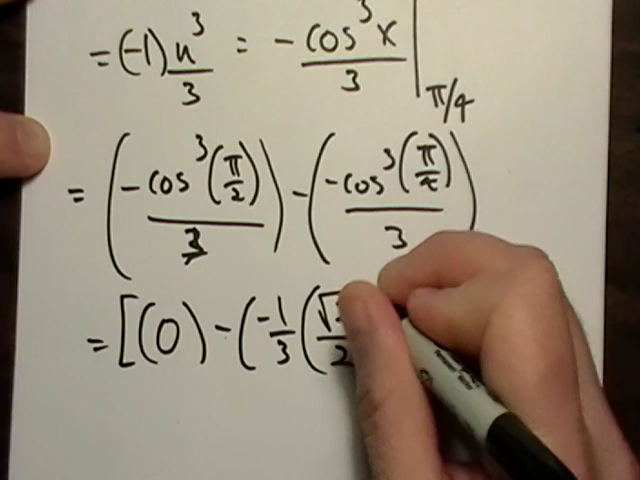 = (-1) u³/3 = - cos³x/3 | π/4
= (-cos³(π/2)/3) - (-cos³(π/4)/3)
= [(0) - (-1/3 (√